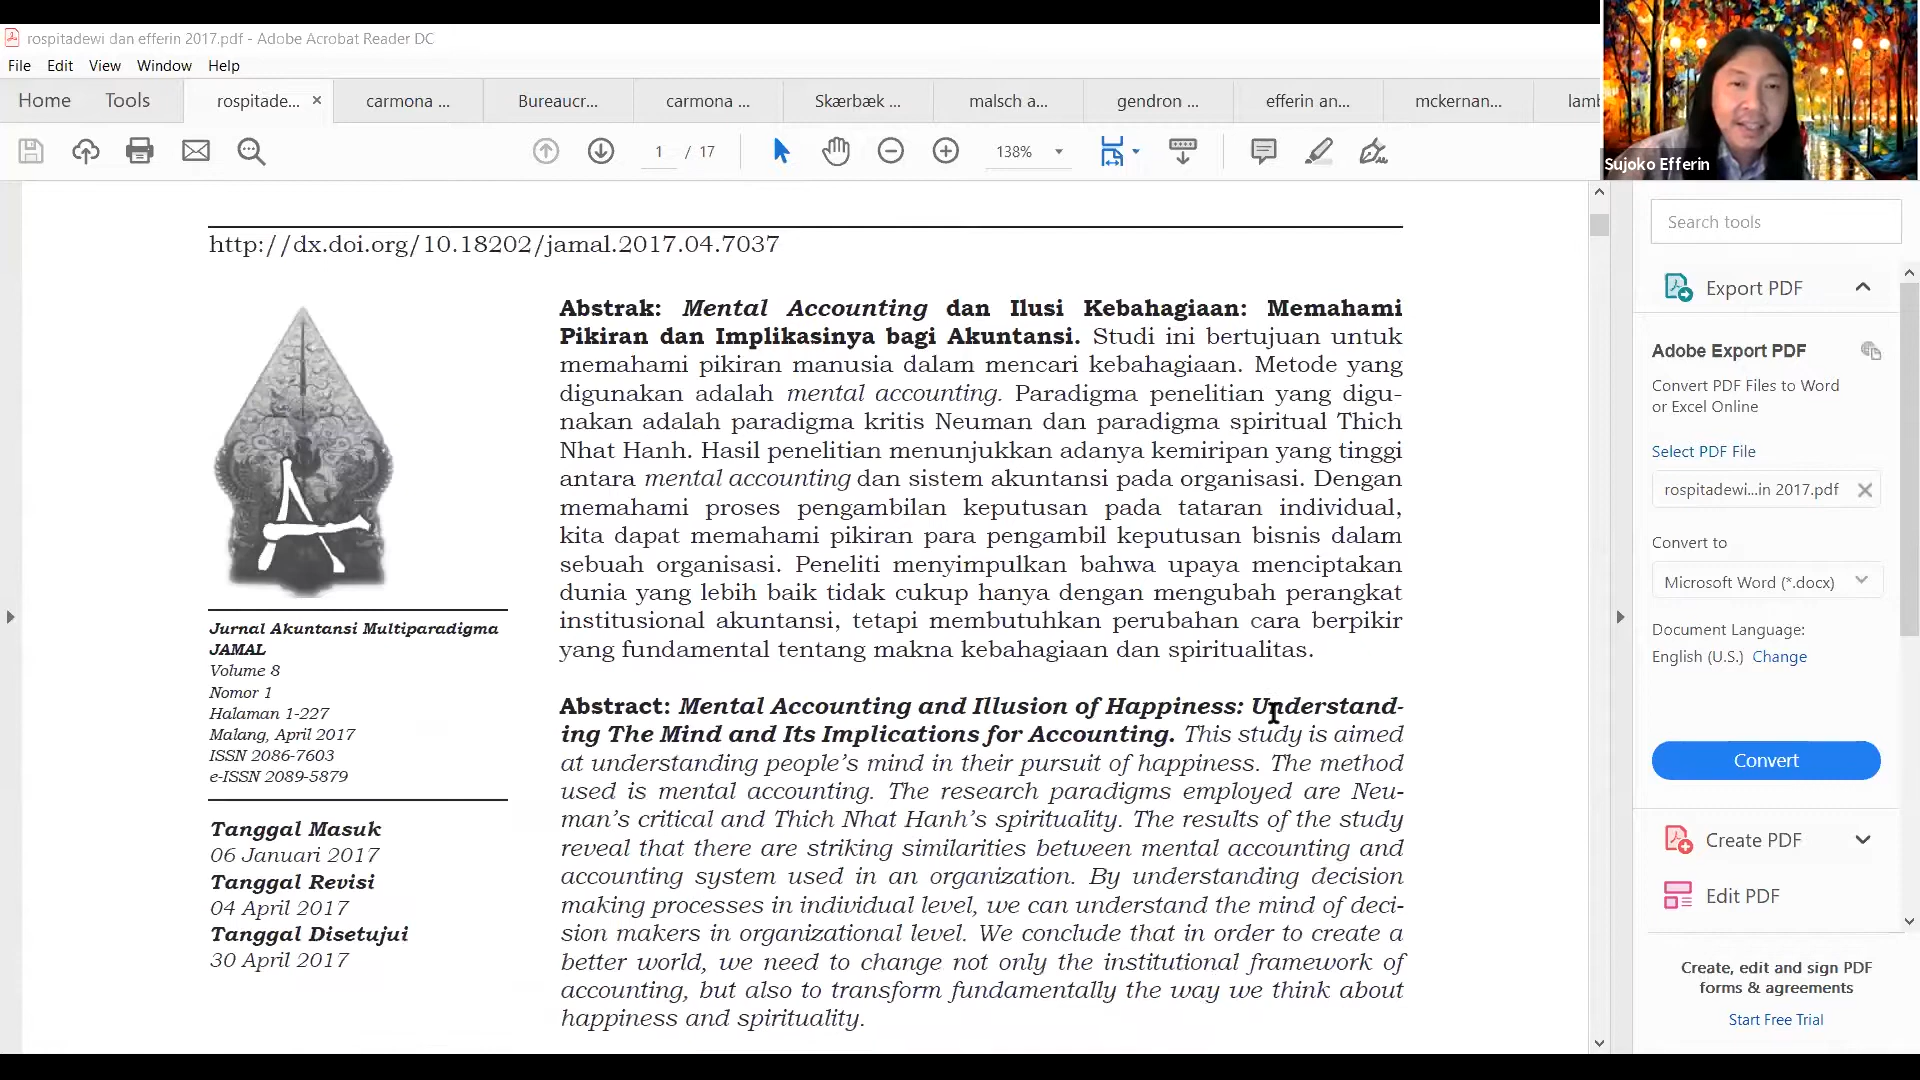 rospitadewi dan efferin 2017.pdf - Adobe Acrobat Reader DC
File Edit View Window Help
Home Tools rospitade... × carmona ... Bureaucr... carmona ... Skærbæk ... malsch a... gendron ... efferin an... mckernan... lamb
1 / 17 138%
Sujoko Efferin
http://dx.doi.org/10.18202/jamal.2017.04.7037
Jurnal Akuntansi Multiparadigma
JAMAL
Volume 8
Nomor 1
Halaman 1-227
Malang, April 2017
ISSN 2086-7603
e-ISSN 2089-5879
Tanggal Masuk
06 Januari 2017
Tanggal Revisi
04 April 2017
Tanggal Disetujui
30 April 2017
Abstrak: Mental Accounting dan Ilusi Kebahagiaan: Memahami
Pikiran dan Implikasinya bagi Akuntansi. Studi ini bertujuan untuk
memahami pikiran manusia dalam mencari kebahagiaan. Metode yang
digunakan adalah mental accounting. Paradigma penelitian yang digu-
nakan adalah paradigma kritis Neuman dan paradigma spiritual Thich
Nhat Hanh. Hasil penelitian menunjukkan adanya kemiripan yang tinggi
antara mental accounting dan sistem akuntansi pada organisasi. Dengan
memahami proses pengambilan keputusan pada tataran individual,
kita dapat memahami pikiran para pengambil keputusan bisnis dalam
sebuah organisasi. Peneliti menyimpulkan bahwa upaya menciptakan
dunia yang lebih baik tidak cukup hanya dengan mengubah perangkat
institusional akuntansi, tetapi membutuhkan perubahan cara berpikir
yang fundamental tentang makna kebahagiaan dan spiritualitas.
Abstract: Mental Accounting and Illusion of Happiness: Understand-
ing The Mind and Its Implications for Accounting. This study is aimed
at understanding people's mind in their pursuit of happiness. The method
used is mental accounting. The research paradigms employed are Neu-
man's critical and Thich Nhat Hanh's spirituality. The results of the study
reveal that there are striking similarities between mental accounting and
accounting system used in an organization. By understanding decision
making processes in individual level, we can understand the mind of deci-
sion makers in organizational level. We conclude that in order to create a
better world, we need to change not only the institutional framework of
accounting, but also to transform fundamentally the way we think about
happiness and spirituality.
Search tools
Export PDF
Adobe Export PDF
Convert PDF Files to Word
or Excel Online
Select PDF File
rospitadewi...in 2017.pdf
Convert to
Microsoft Word (*.docx)
Document Language:
English (U.S.) Change
Convert
Create PDF
Edit PDF
Create, edit and sign PDF
forms & agreements
Start Free Trial